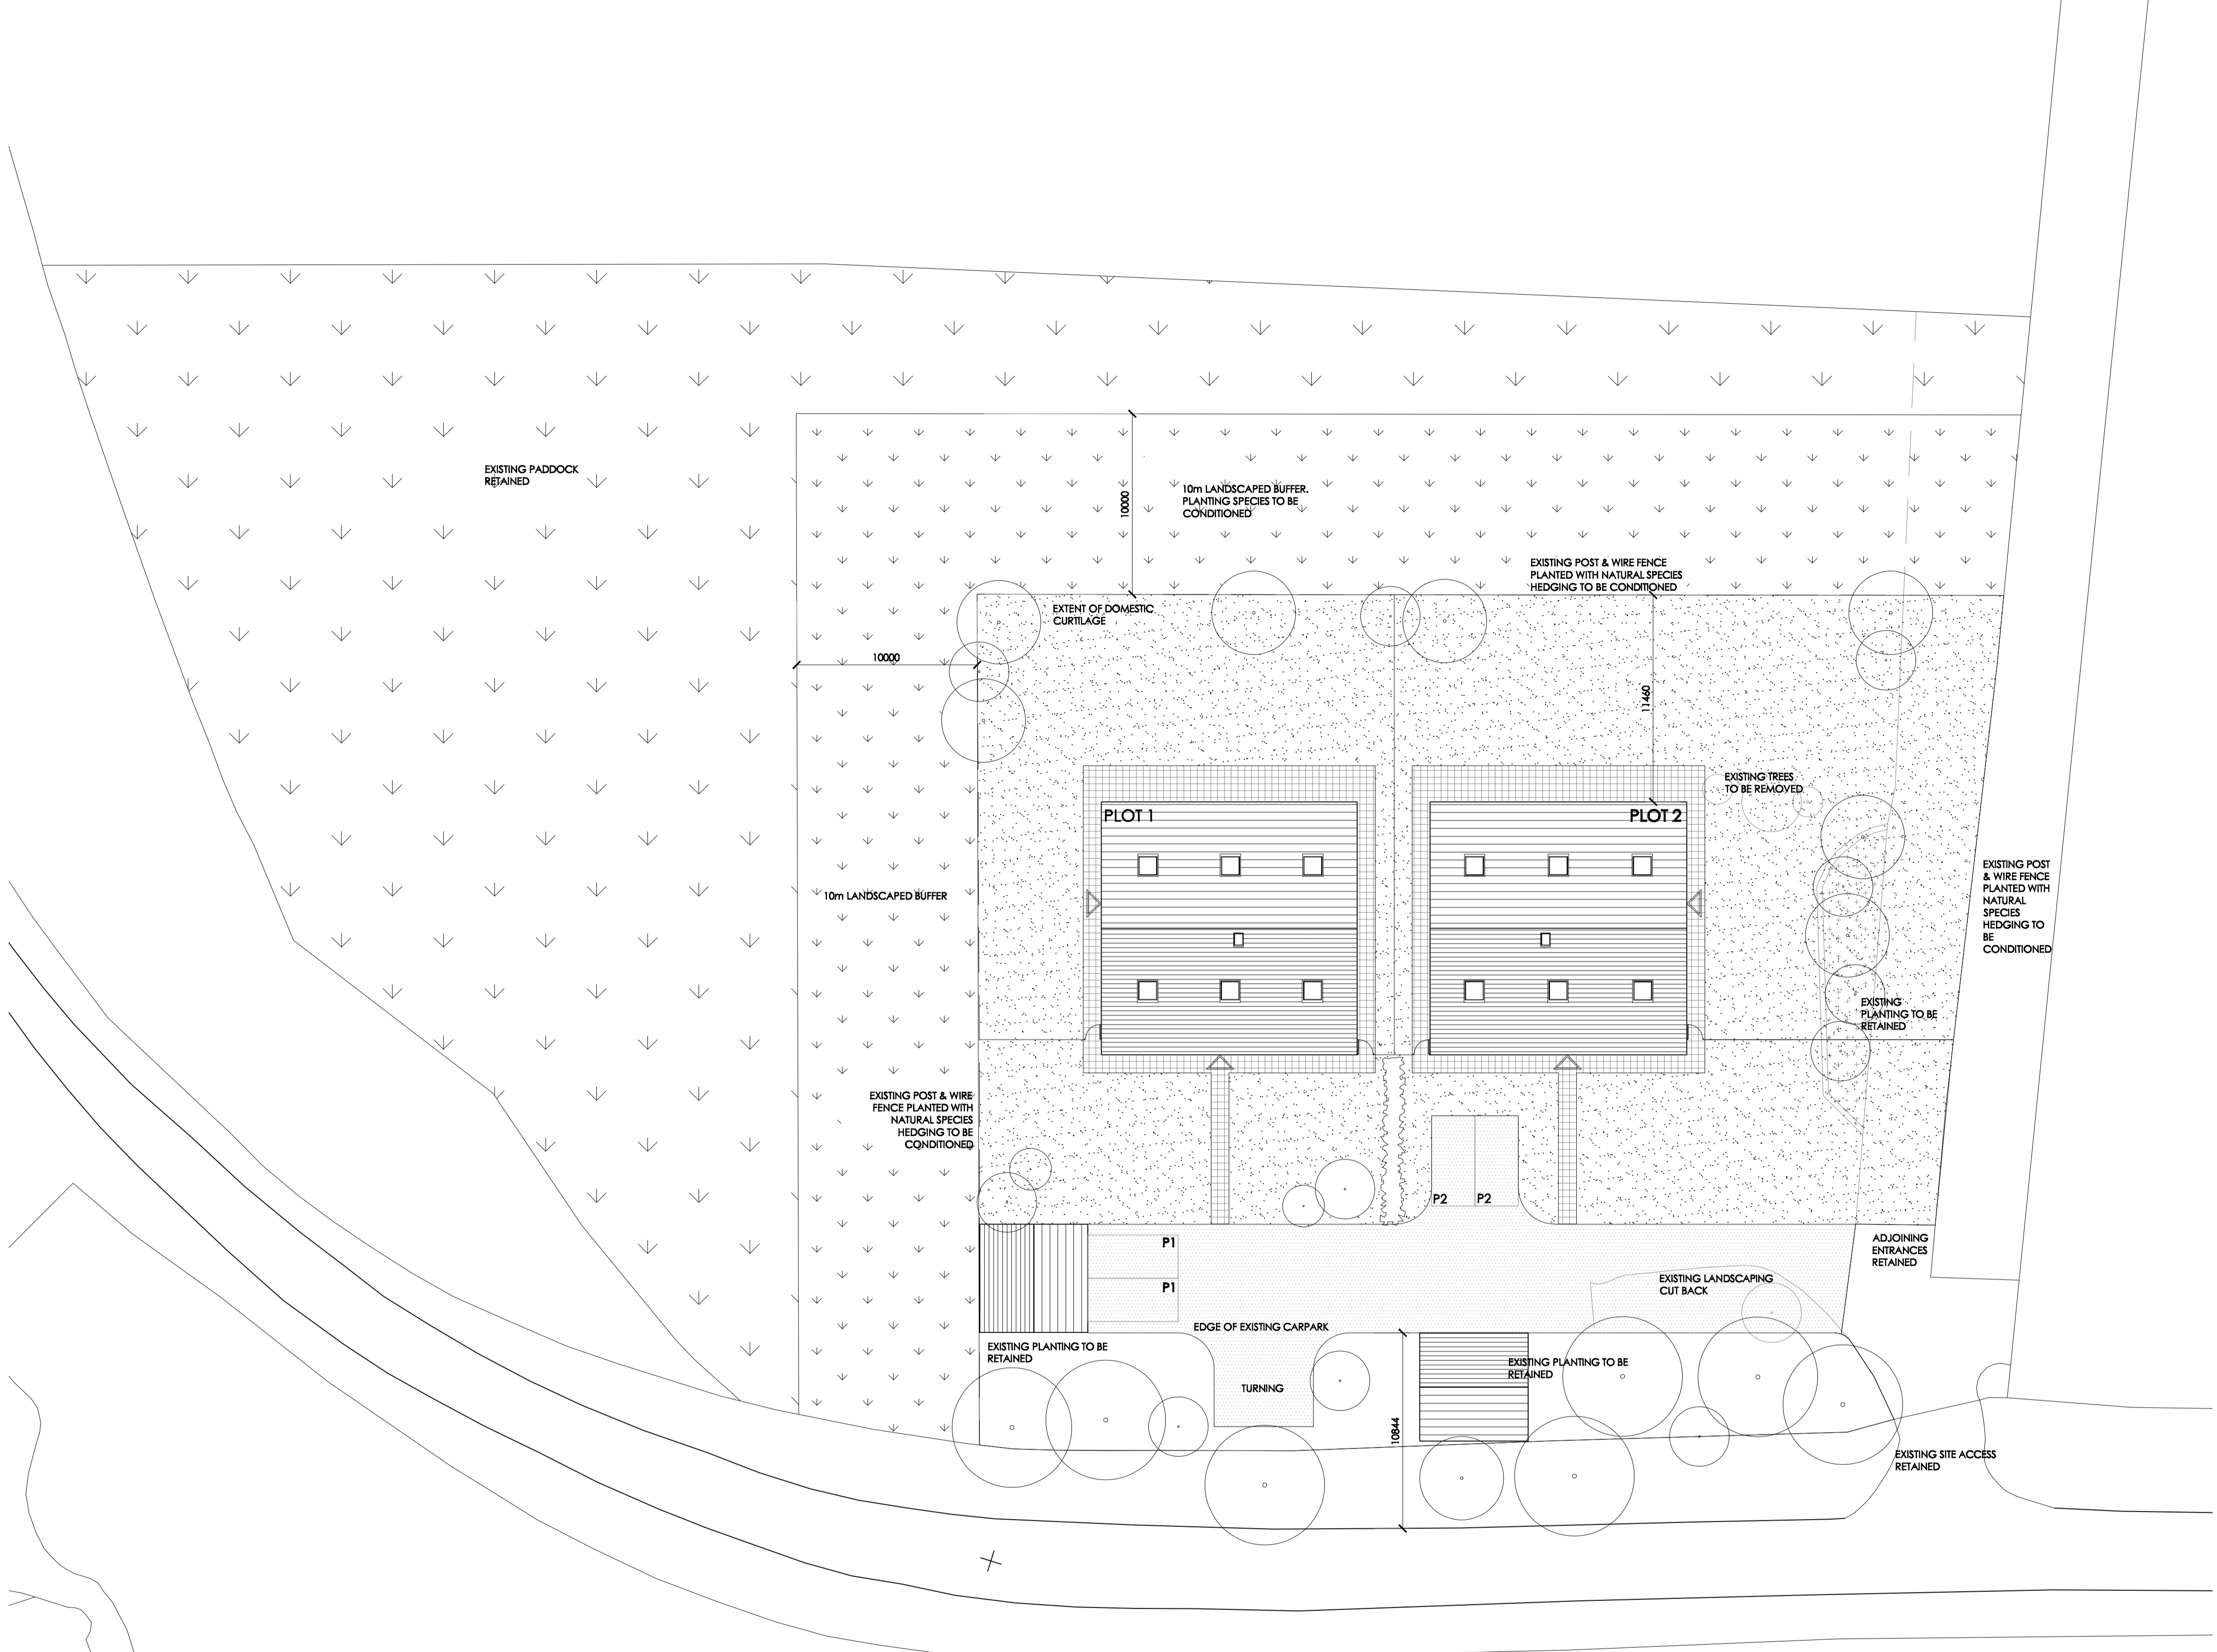 EXISTING PADDOCK
RETAINED
10000
10m LANDSCAPED BUFFER.
PLANTING SPECIES TO BE
CONDITIONED
EXISTING POST & WIRE FENCE
PLANTED WITH NATURAL SPECIES
HEDGING TO BE CONDITIONED
EXTENT OF DOMESTIC
CURTILAGE
10000
11460
EXISTING TREES
TO BE REMOVED
PLOT 1
PLOT 2
10m LANDSCAPED BUFFER
EXISTING POST
& WIRE FENCE
PLANTED WITH
NATURAL
SPECIES
HEDGING TO
BE
CONDITIONED
EXISTING
PLANTING TO BE
RETAINED
EXISTING POST & WIRE
FENCE PLANTED WITH
NATURAL SPECIES
HEDGING TO BE
CONDITIONED
P2
P2
P1
P1
ADJOINING
ENTRANCES
RETAINED
EXISTING LANDSCAPING
CUT BACK
EDGE OF EXISTING CARPARK
EXISTING PLANTING TO BE
RETAINED
EXISTING PLANTING TO BE
RETAINED
TURNING
10844
EXISTING SITE ACCESS
RETAINED